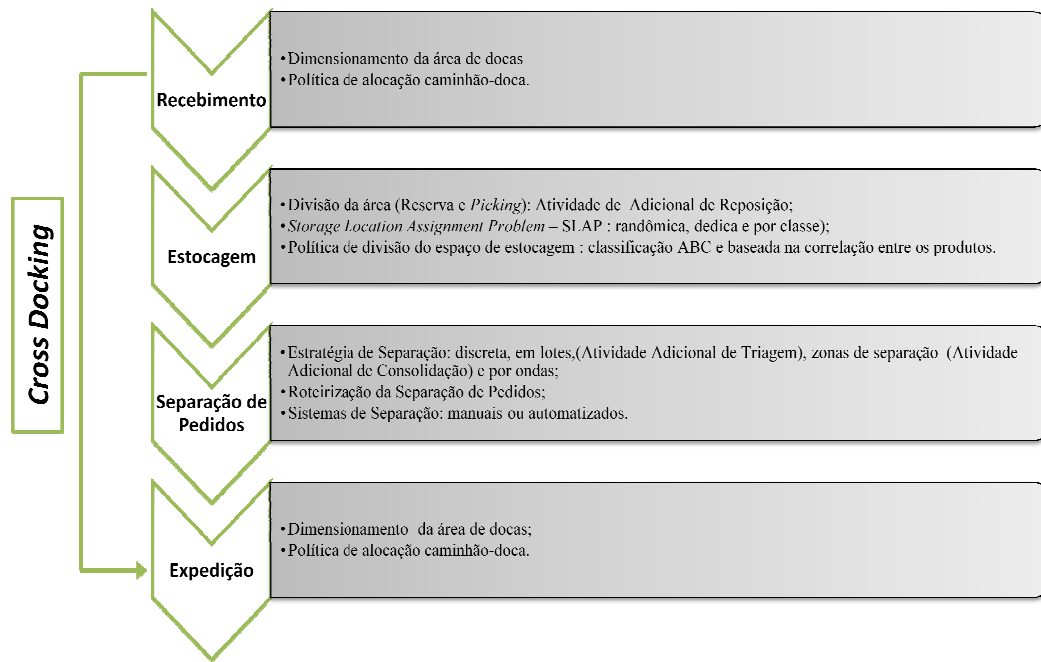 Cross Docking
Recebimento
•Dimensionamento da área de docas
•Política de alocação caminhão-doca.
Estocagem
•Divisão da área (Reserva e Picking): Atividade de Adicional de Reposição;
•Storage Location Assignment Problem – SLAP : randômica, dedica e por classe);
•Política de divisão do espaço de estocagem : classificação ABC e baseada na correlação entre os produtos.
Separação de
Pedidos
•Estratégia de Separação: discreta, em lotes,(Atividade Adicional de Triagem), zonas de separação (Atividade
Adicional de Consolidação) e por ondas;
•Roteirização da Separação de Pedidos;
•Sistemas de Separação: manuais ou automatizados.
Expedição
•Dimensionamento da área de docas;
•Política de alocação caminhão-doca.